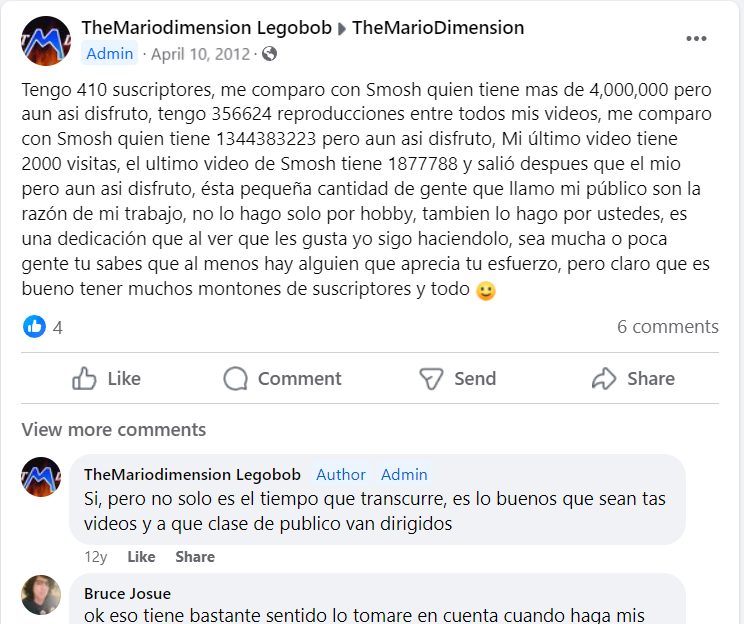 TheMariodimension Legobob ▸ TheMarioDimension
Admin · April 10, 2012 ·
Tengo 410 suscriptores, me comparo con Smosh quien tiene mas de 4,000,000 pero
aun asi disfruto, tengo 356624 reproducciones entre todos mis videos, me comparo
con Smosh quien tiene 1344383223 pero aun asi disfruto, Mi último video tiene
2000 visitas, el ultimo video de Smosh tiene 1877788 y salió despues que el mio
pero aun asi disfruto, ésta pequeña cantidad de gente que llamo mi público son la
razón de mi trabajo, no lo hago solo por hobby, tambien lo hago por ustedes, es
una dedicación que al ver que les gusta yo sigo haciendolo, sea mucha o poca
gente tu sabes que al menos hay alguien que aprecia tu esfuerzo, pero claro que es
bueno tener muchos montones de suscriptores y todo 🙂
4 6 comments
Like Comment Send Share
View more comments
TheMariodimension Legobob Author Admin
Si, pero no solo es el tiempo que transcurre, es lo buenos que sean tas
videos y a que clase de publico van dirigidos
12y Like Share
Bruce Josue
ok eso tiene bastante sentido lo tomare en cuenta cuando haga mis